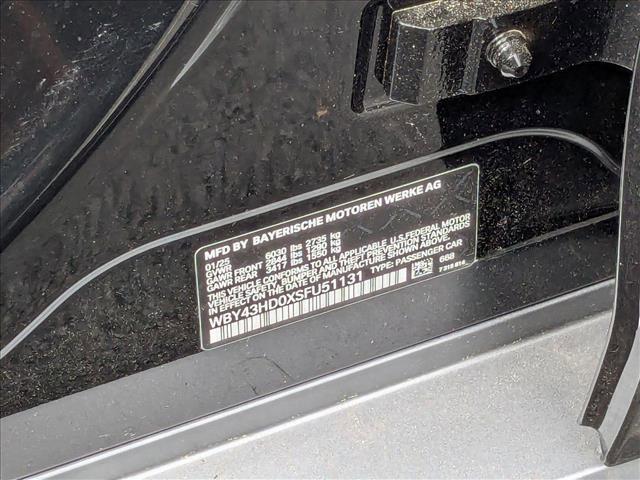 MFD BY BAYERISCHE MOTOREN WERKE AG
01/25
GVWR 6030 lbs 2735 kg
GAWR FRONT 2844 lbs 1290 kg
GAWR REAR 3417 lbs 1550 kg
THIS VEHICLE CONFORMS TO ALL APPLICABLE U.S.FEDERAL MOTOR
VEHICLE SAFETY, BUMPER AND THEFT PREVENTION STANDARDS
IN EFFECT ON THE DATE OF MANUFACTURE SHOWN ABOVE.
WBY43HD0XSFU51131 TYPE: PASSENGER CAR
668